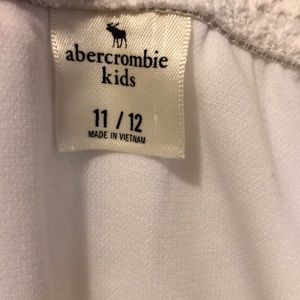 abercrombie
kids
11 / 12
MADE IN VIETNAM